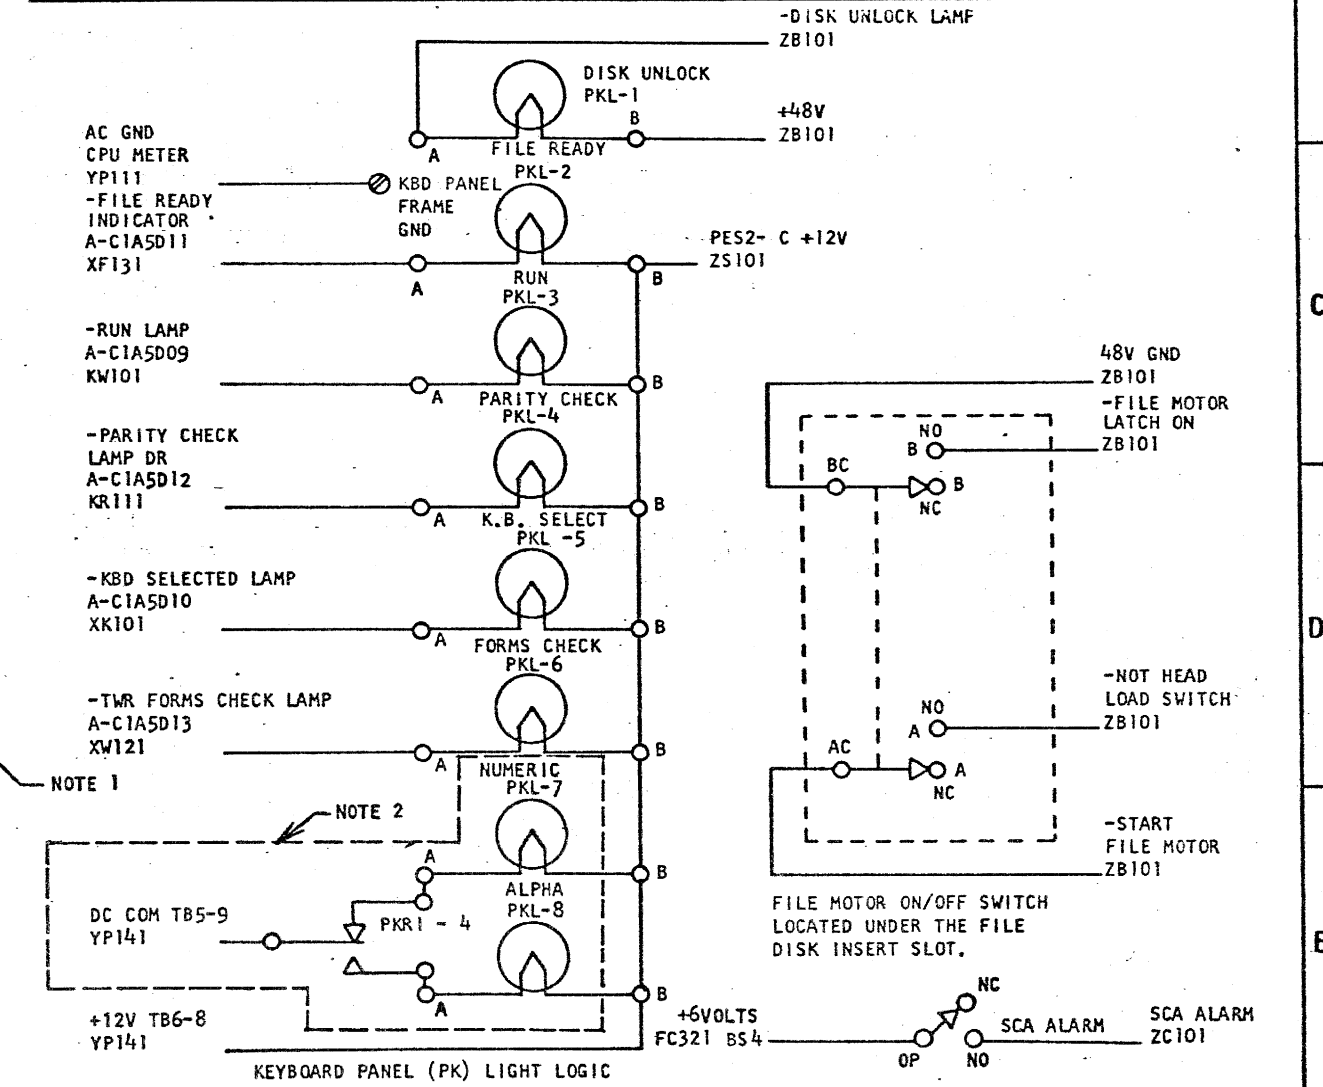 -DISK UNLOCK LAMP
ZB101
DISK UNLOCK
PKL-1
B
+48V
ZB101
A
FILE READY
PKL-2
AC GND
CPU METER
YP111
KBD PANEL
FRAME
GND
-FILE READY
INDICATOR
A-C1A5D11
XF131
A
B
PES2- C +12V
ZS101
RUN
PKL-3
-RUN LAMP
A-C1A5D09
KW101
A
B
PARITY CHECK
PKL-4
-PARITY CHECK
LAMP DR
A-C1A5D12
KR111
A
B
K.B. SELECT
PKL -5
-KBD SELECTED LAMP
A-C1A5D10
XK101
A
B
FORMS CHECK
PKL-6
-TWR FORMS CHECK LAMP
A-C1A5D13
XW121
A
B
NOTE 1
NUMERIC
PKL-7
NOTE 2
A
B
ALPHA
PKL-8
DC COM TB5-9
YP141
PKR1 - 4
A
B
+12V TB6-8
YP141
KEYBOARD PANEL (PK) LIGHT LOGIC
48V GND
ZB101
-FILE MOTOR
LATCH ON
ZB101
NO
B
BC
B
NC
-NOT HEAD
LOAD SWITCH
ZB101
NO
A
AC
A
NC
-START
FILE MOTOR
ZB101
FILE MOTOR ON/OFF SWITCH
LOCATED UNDER THE FILE
DISK INSERT SLOT.
+6VOLTS
FC321 BS4
NC
OP
NO
SCA ALARM
SCA ALARM
ZC101
C
D
E